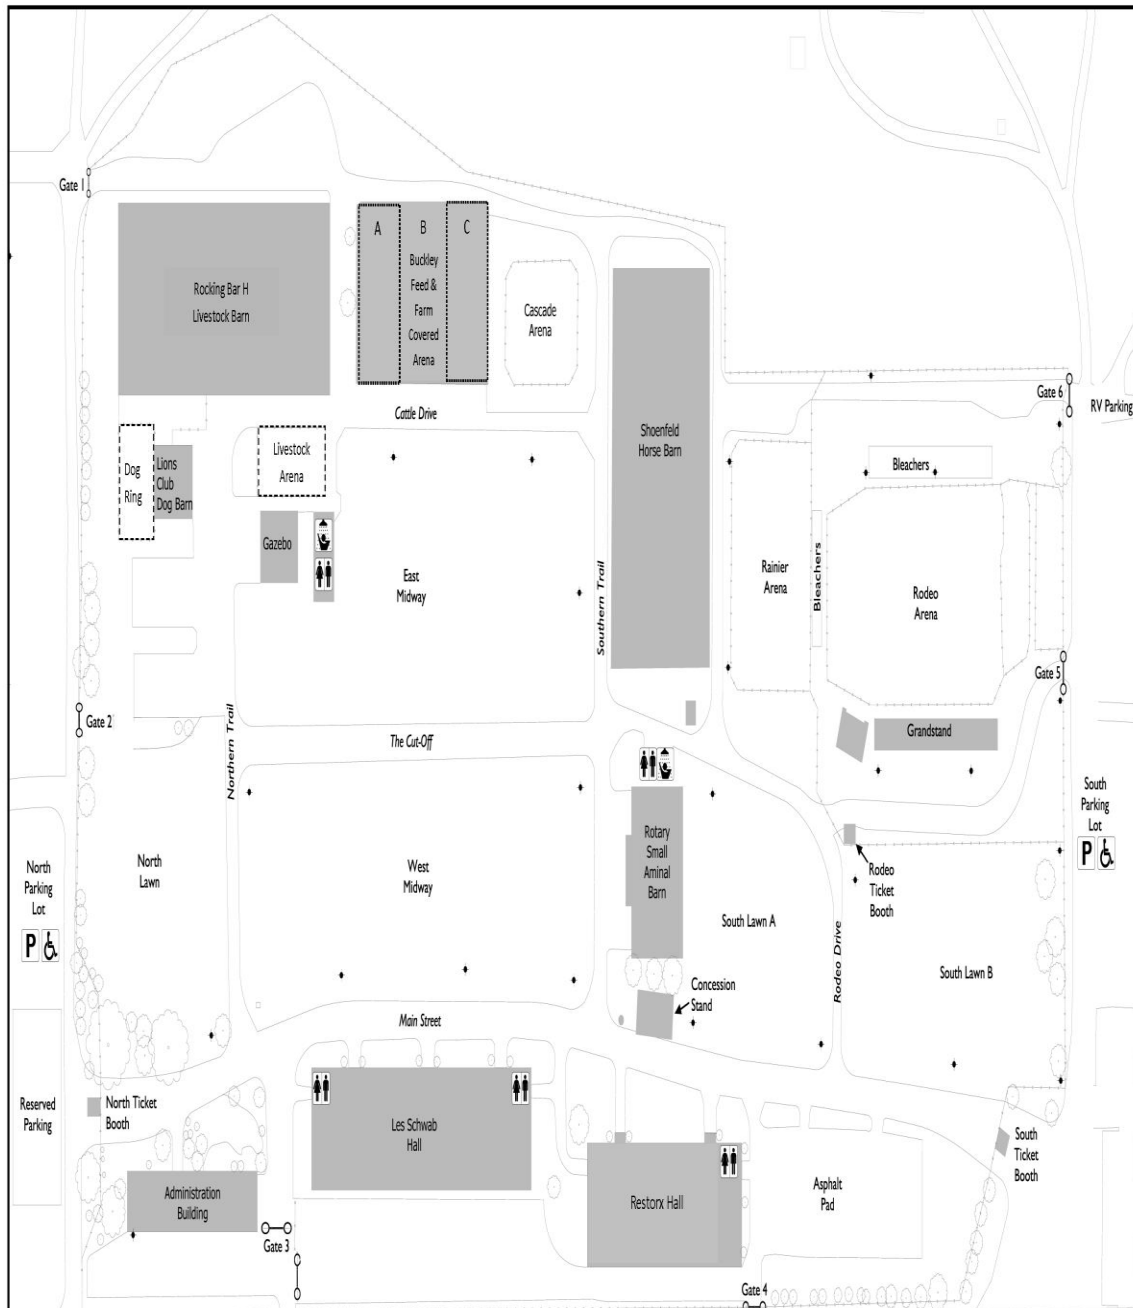 Gate 1
A
B
C
Rocking Bar H
Livestock Barn
Buckley
Feed &
Farm
Covered
Arena
Cascade
Arena
Gate 6
RV Parking
Cattle Drive
Shoenfeld
Horse Barn
Livestock
Arena
Dog
Ring
Lions
Club
Dog Barn
Bleachers
Gazebo
East
Midway
Southern Trail
Rainier
Arena
Bleachers
Rodeo
Arena
Gate 5
Gate 2
Northern Trail
The Cut-Off
Grandstand
South
Parking
Lot
P
North
Lawn
West
Midway
Rotary
Small
Aminal
Barn
North
Parking
Lot
P
Rodeo
Ticket
Booth
South Lawn A
Rodeo Drive
South Lawn B
Concession
Stand
Main Street
Reserved
Parking
North Ticket
Booth
Les Schwab
Hall
South
Ticket
Booth
Administration
Building
Restorx Hall
Asphalt
Pad
Gate 3
Gate 4